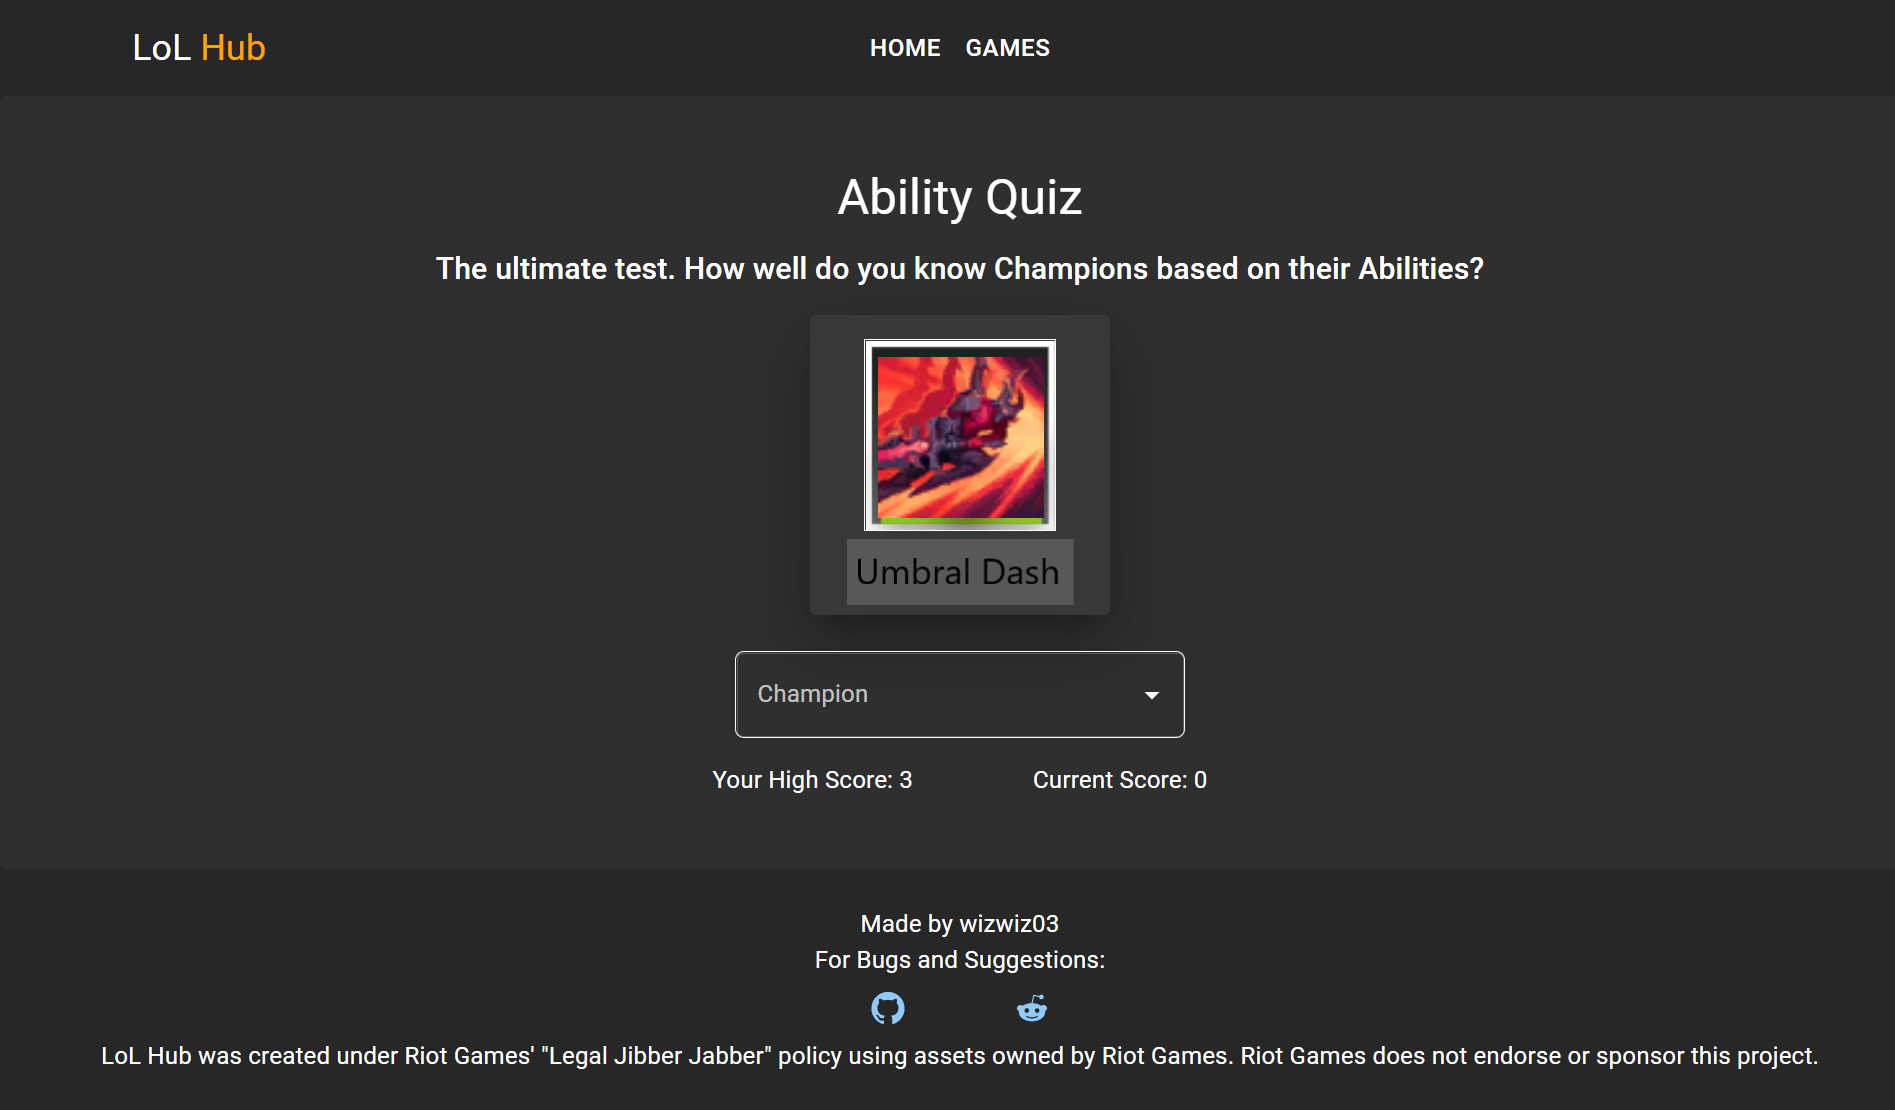 LoL Hub
HOME GAMES
Ability Quiz
The ultimate test. How well do you know Champions based on their Abilities?
Umbral Dash
Champion
Your High Score: 3
Current Score: 0
Made by wizwiz03
For Bugs and Suggestions:
LoL Hub was created under Riot Games' "Legal Jibber Jabber" policy using assets owned by Riot Games. Riot Games does not endorse or sponsor this project.